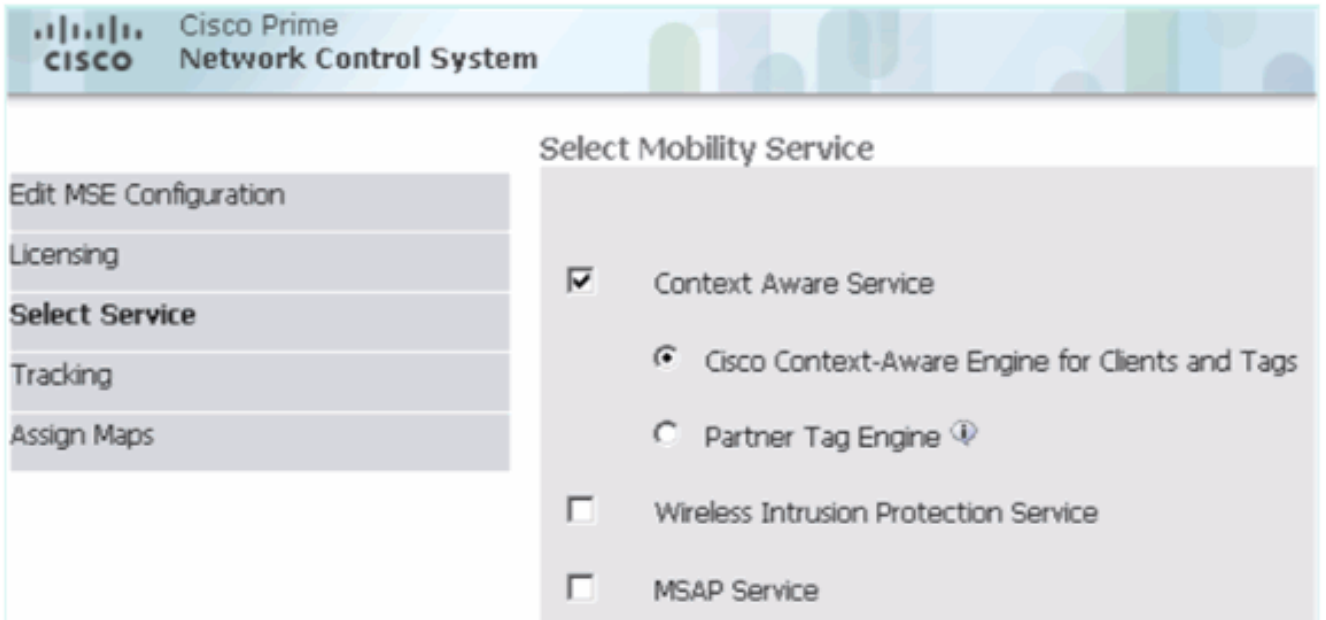 CISCO
Cisco Prime
Network Control System
Select Mobility Service
Edit MSE Configuration
Licensing
Select Service
Tracking
Assign Maps
Context Aware Service
Cisco Context-Aware Engine for Clients and Tags
Partner Tag Engine
Wireless Intrusion Protection Service
MSAP Service